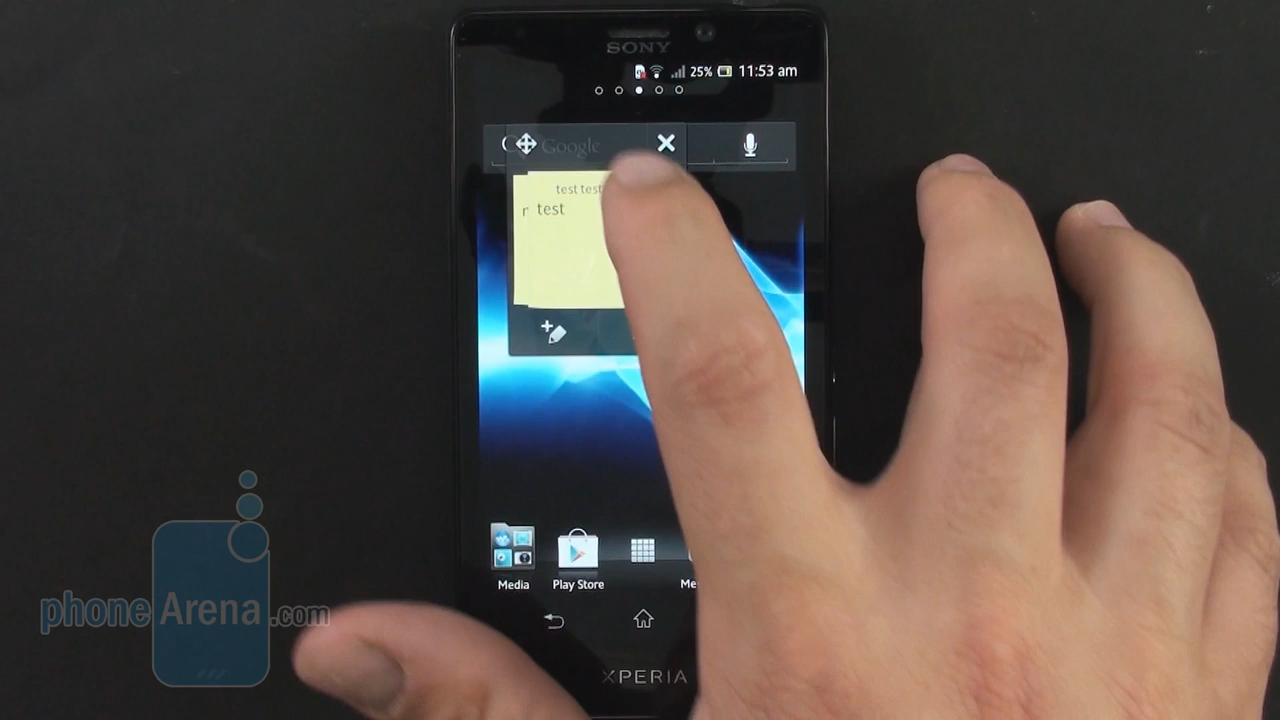 SONY
25% 11:53 am
Google
test test
test
Media Play Store
XPERIA
phoneArena.com